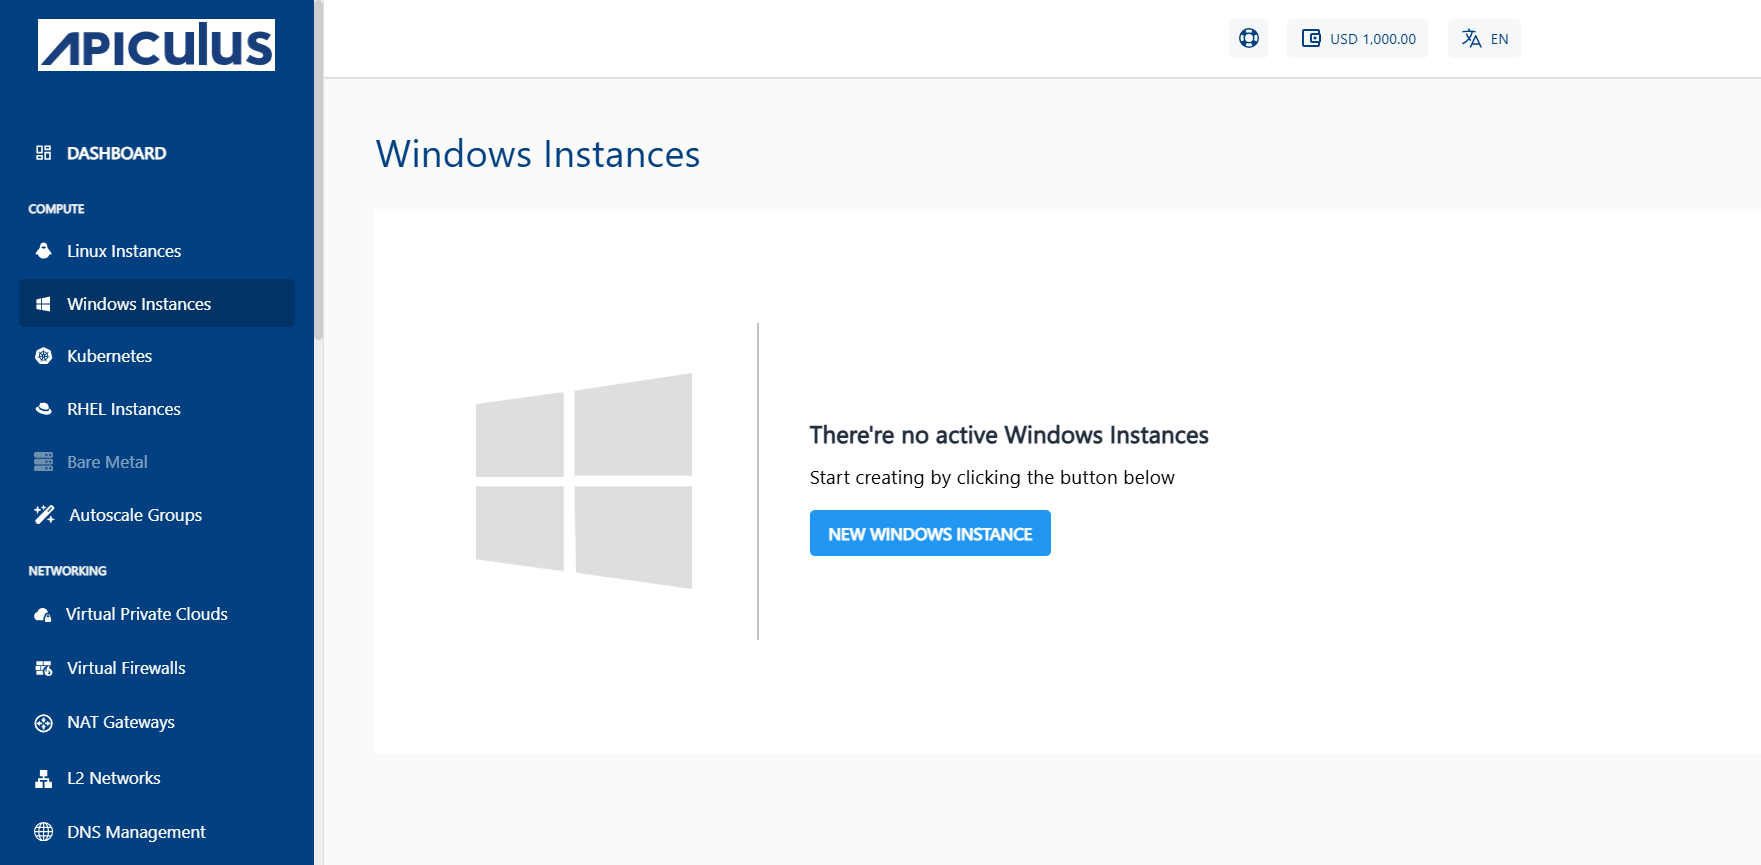 APICULUS
DASHBOARD
COMPUTE
Linux Instances
Windows Instances
Kubernetes
RHEL Instances
Bare Metal
Autoscale Groups
NETWORKING
Virtual Private Clouds
Virtual Firewalls
NAT Gateways
L2 Networks
DNS Management
USD 1,000.00
EN
Windows Instances
There're no active Windows Instances
Start creating by clicking the button below
NEW WINDOWS INSTANCE